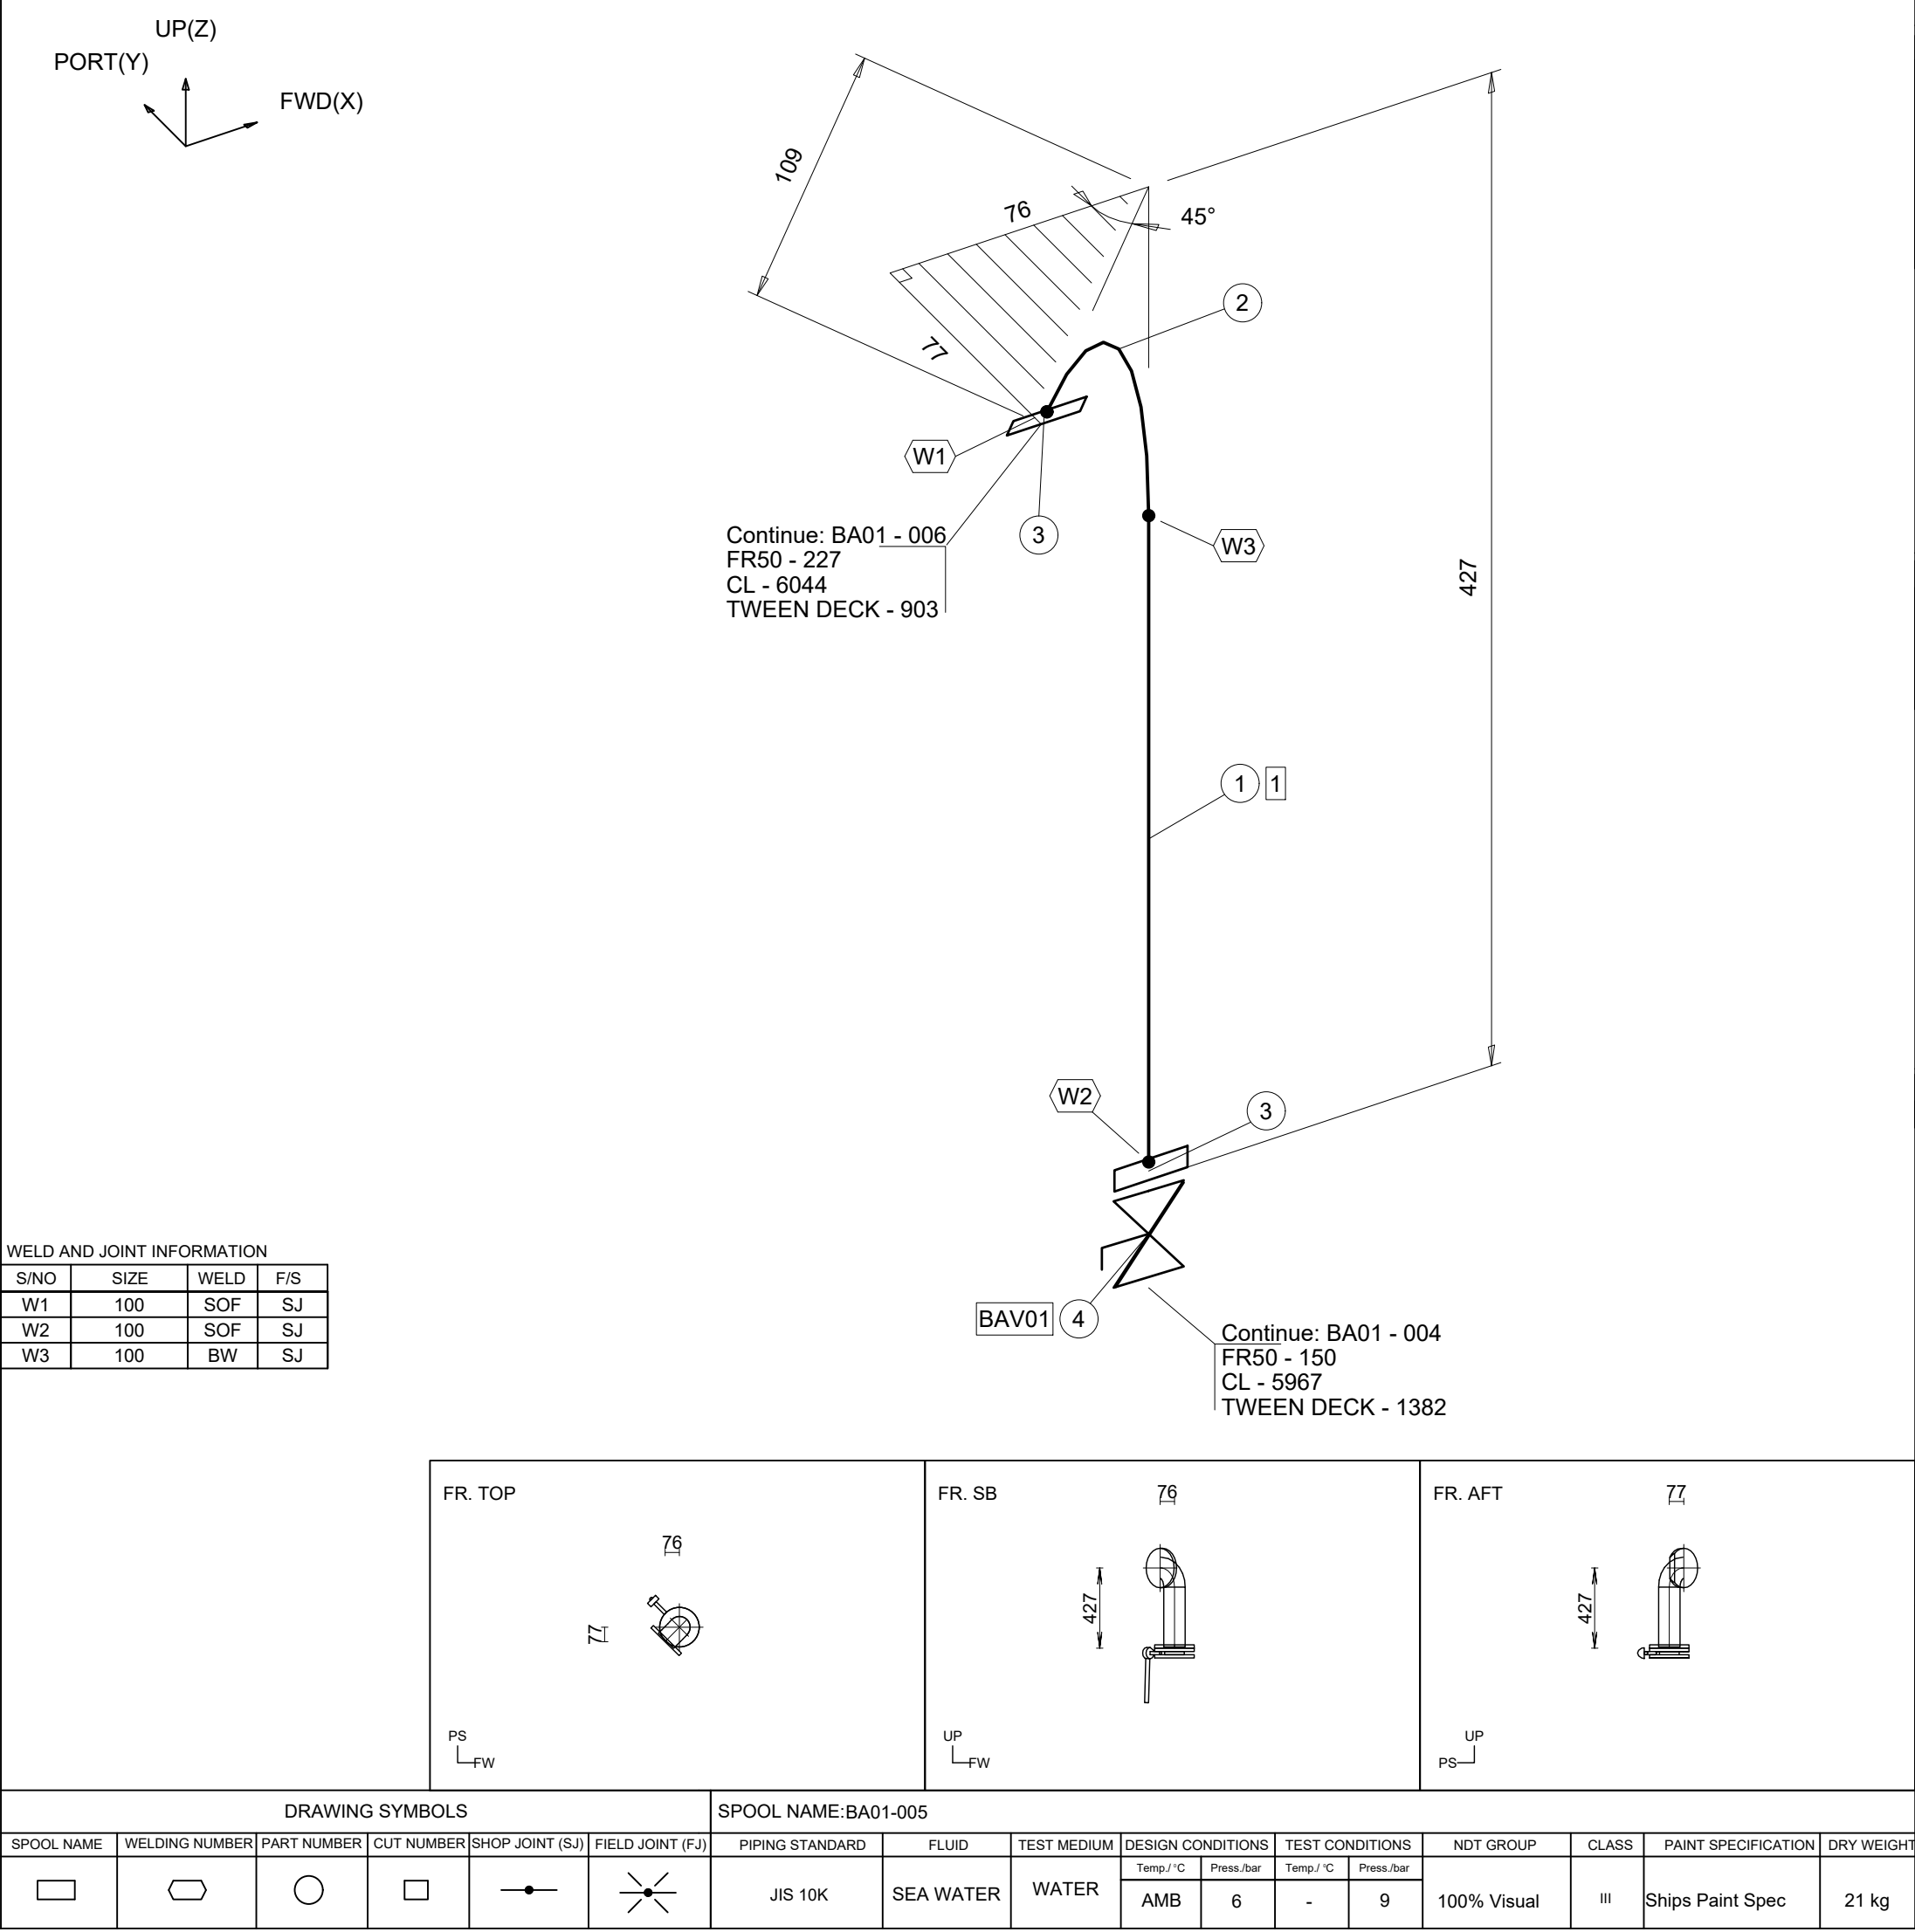 UP(Z)
PORT(Y)
FWD(X)
109
76
45°
77
2
W1
3
W3
Continue: BA01 - 006
FR50 - 227
CL - 6044
TWEEN DECK - 903
427
1 1
W2
3
BAV01 4
Continue: BA01 - 004
FR50 - 150
CL - 5967
TWEEN DECK - 1382
WELD AND JOINT INFORMATION
S/NO SIZE WELD F/S
W1 100 SOF SJ
W2 100 SOF SJ
W3 100 BW SJ
FR. TOP
76
77
PS
FW
FR. SB
76
427
UP
FW
FR. AFT
77
427
UP
PS
DRAWING SYMBOLS
SPOOL NAME WELDING NUMBER PART NUMBER CUT NUMBER SHOP JOINT (SJ) FIELD JOINT (FJ)
SPOOL NAME:BA01-005
PIPING STANDARD FLUID TEST MEDIUM DESIGN CONDITIONS TEST CONDITIONS NDT GROUP CLASS PAINT SPECIFICATION DRY WEIGHT
Temp./ °C Press./bar Temp./ °C Press./bar
JIS 10K SEA WATER WATER AMB 6 - 9 100% Visual III Ships Paint Spec 21 kg